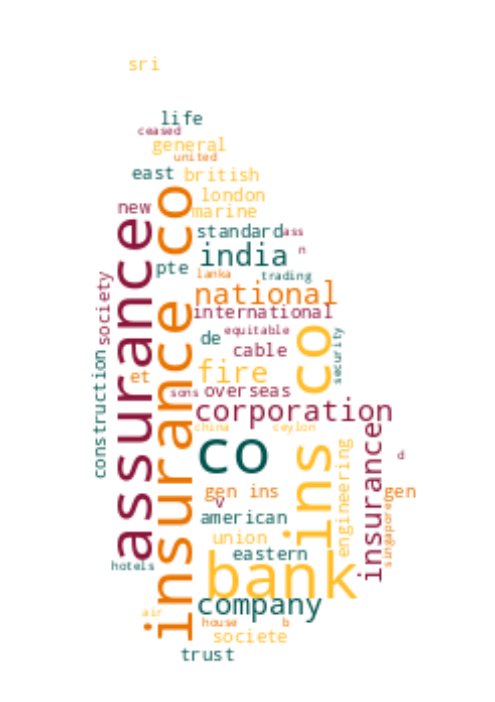 sri
life
ceased
general
united
east
british
london
new
marine
insurance co
assurance
standard
ass
india
n
pte
lanka
trading
society
national
international
de
equitable
security
cable
ins co
construction
et
fire
sons
overseas
corporation
china
ceylon
co
insurance
d
engineering
gen ins
gen
v
singapore
american
union
eastern
hotels
bank
company
air
house
b
societe
trust